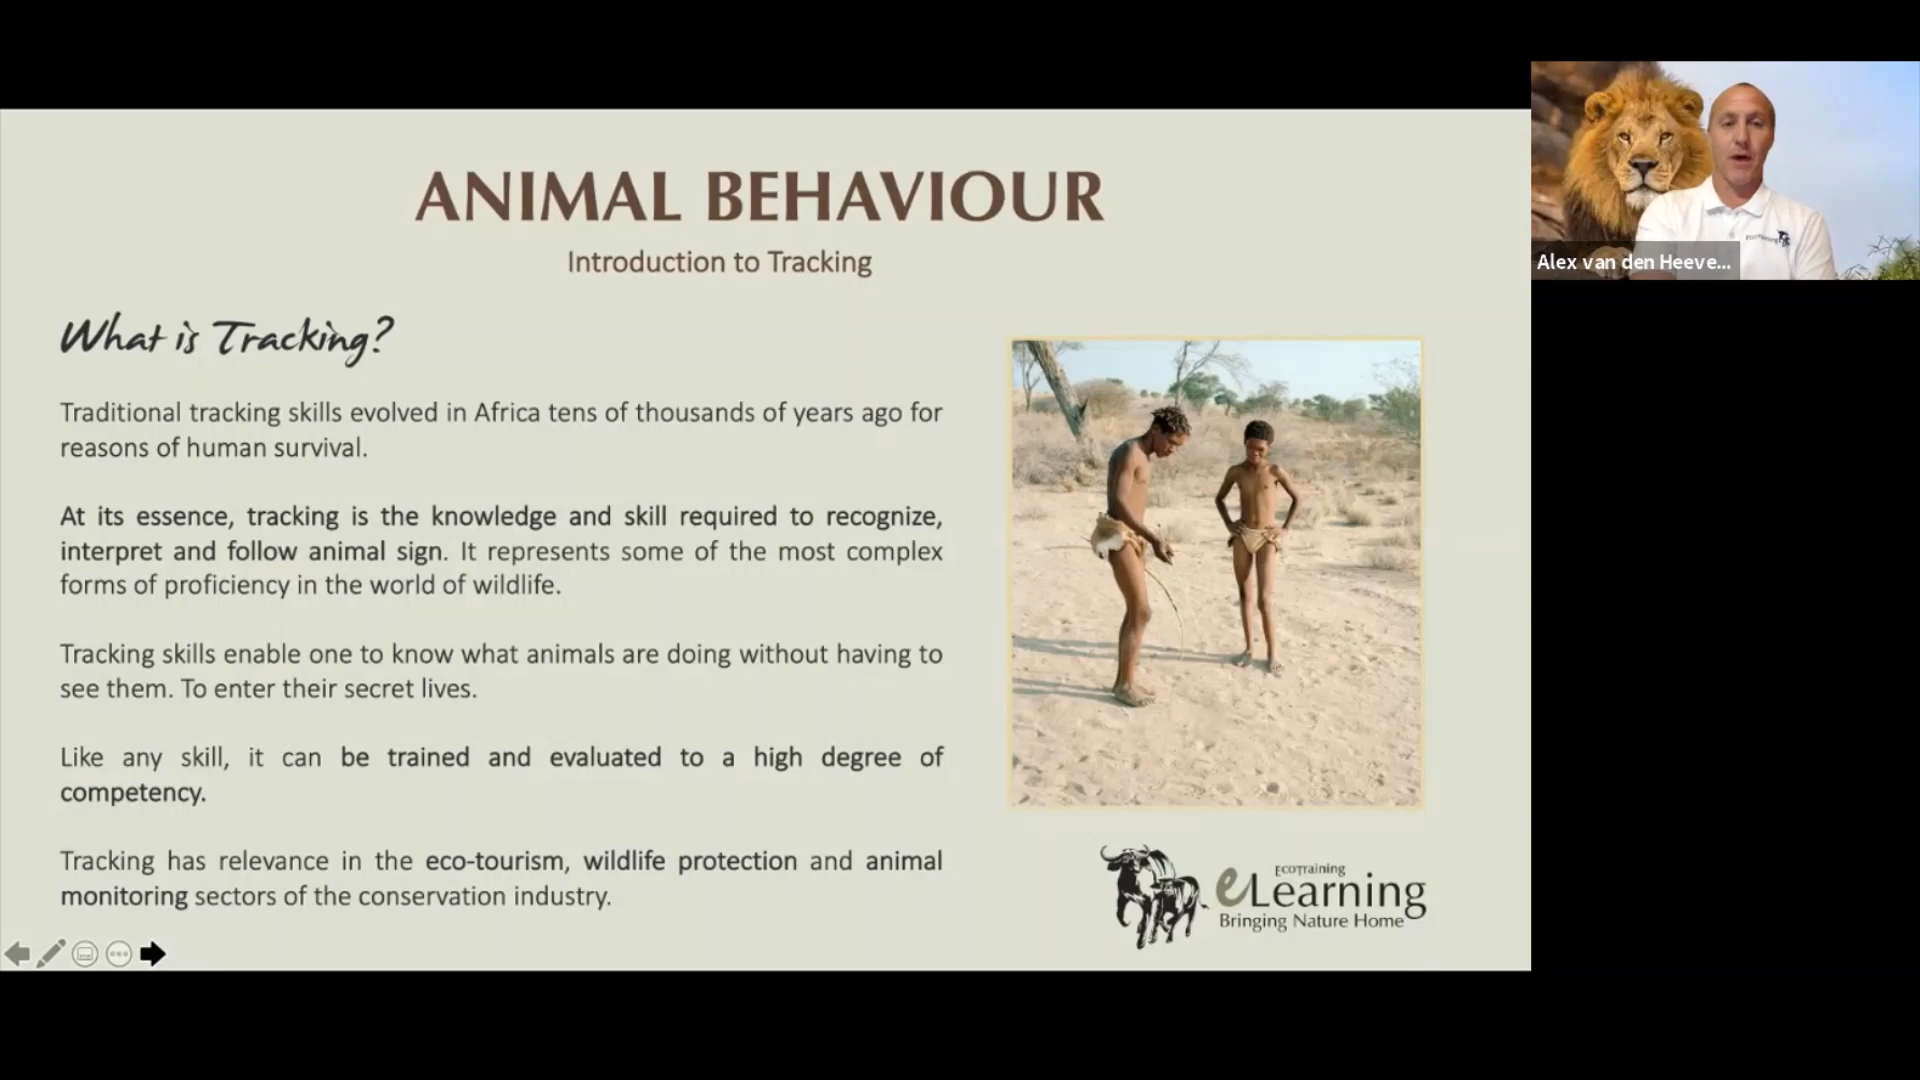 ANIMAL BEHAVIOUR
Introduction to Tracking
What is Tracking?
Traditional tracking skills evolved in Africa tens of thousands of years ago for
reasons of human survival.
At its essence, tracking is the knowledge and skill required to recognize,
interpret and follow animal sign. It represents some of the most complex
forms of proficiency in the world of wildlife.
Tracking skills enable one to know what animals are doing without having to
see them. To enter their secret lives.
Like any skill, it can be trained and evaluated to a high degree of
competency.
Tracking has relevance in the eco-tourism, wildlife protection and animal
monitoring sectors of the conservation industry.
EcoTraining
eLearning
Bringing Nature Home
Alex van den Heeve...